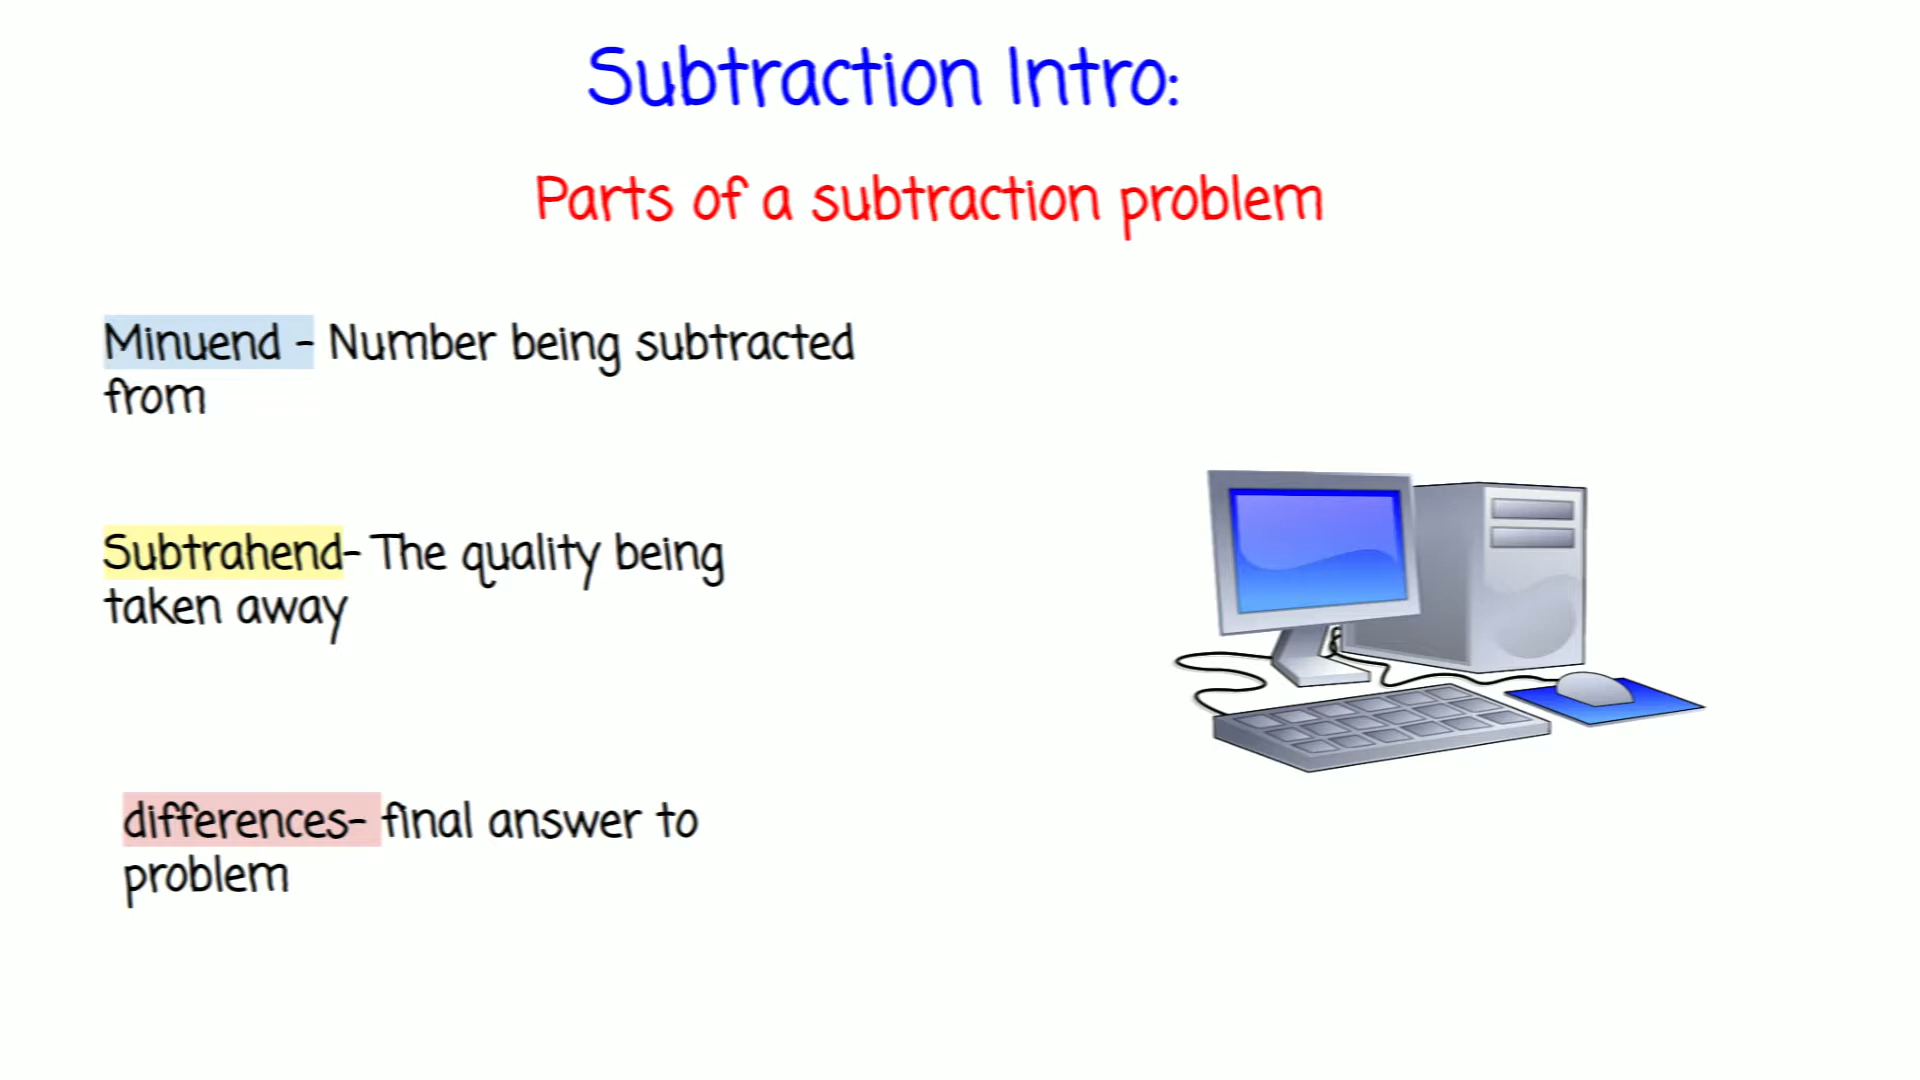 Subtraction Intro:
Parts of a subtraction problem
Minuend - Number being subtracted
from
Subtrahend- The quality being
taken away
differences- final answer to
problem